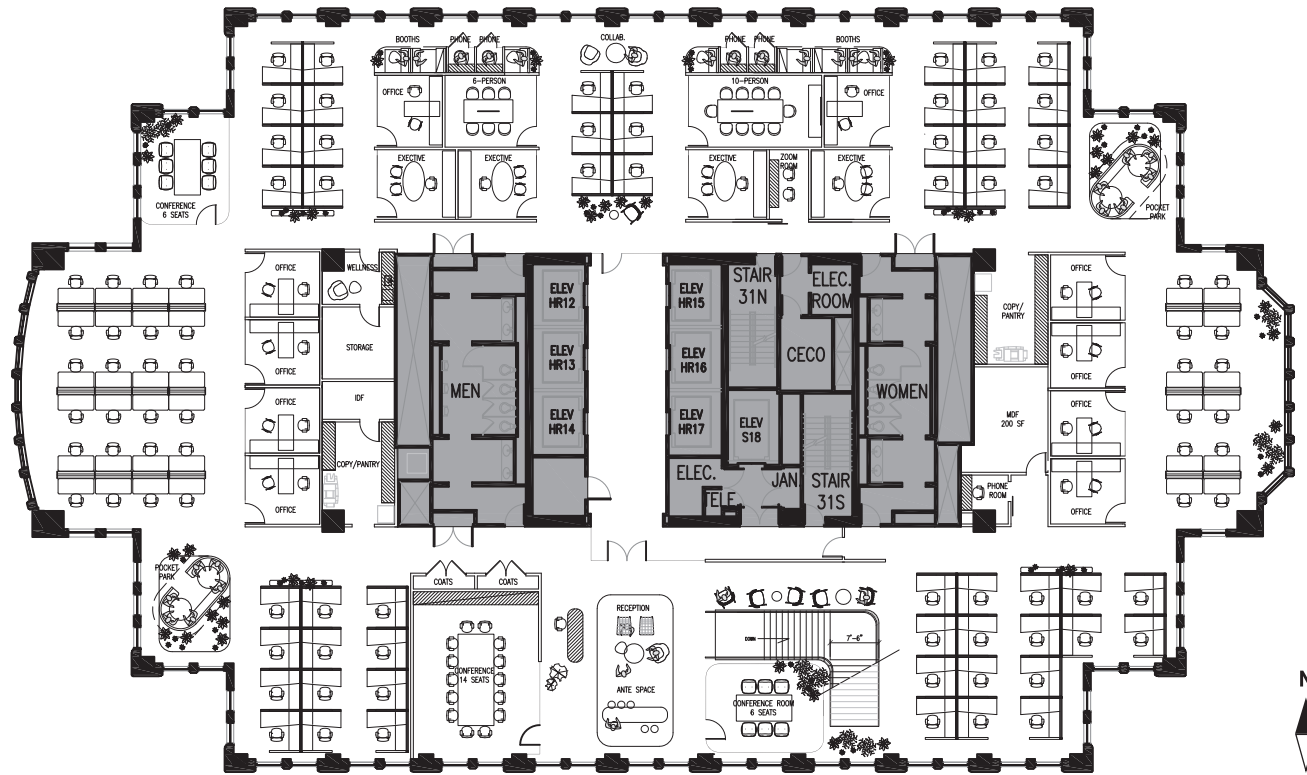 BOOTHS
PHONE
PHONE
COLLAB.
PHONE
PHONE
BOOTHS
6-PERSON
OFFICE
10-PERSON
OFFICE
EXECTIVE
EXECTIVE
EXECTIVE
ZOOM
ROOM
EXECTIVE
CONFERENCE
6 SEATS
POCKET
PARK
OFFICE
WELLNESS
ELEV
HR12
ELEV
HR15
STAIR
31N
ELEC.
ROOM
OFFICE
COPY/
PANTRY
STORAGE
ELEV
HR13
ELEV
HR16
CECO
OFFICE
OFFICE
MEN
WOMEN
IDF
OFFICE
OFFICE
ELEV
HR14
ELEV
HR17
ELEV
S18
MDF
200 SF
COPY/PANTRY
OFFICE
OFFICE
ELEC.
TELE
JAN.
STAIR
31S
PHONE
ROOM
POCKET
PARK
COATS
COATS
RECEPTION
DOWN
7'-6"
CONFERENCE
14 SEATS
ANTE SPACE
CONFERENCE ROOM
6 SEATS
N